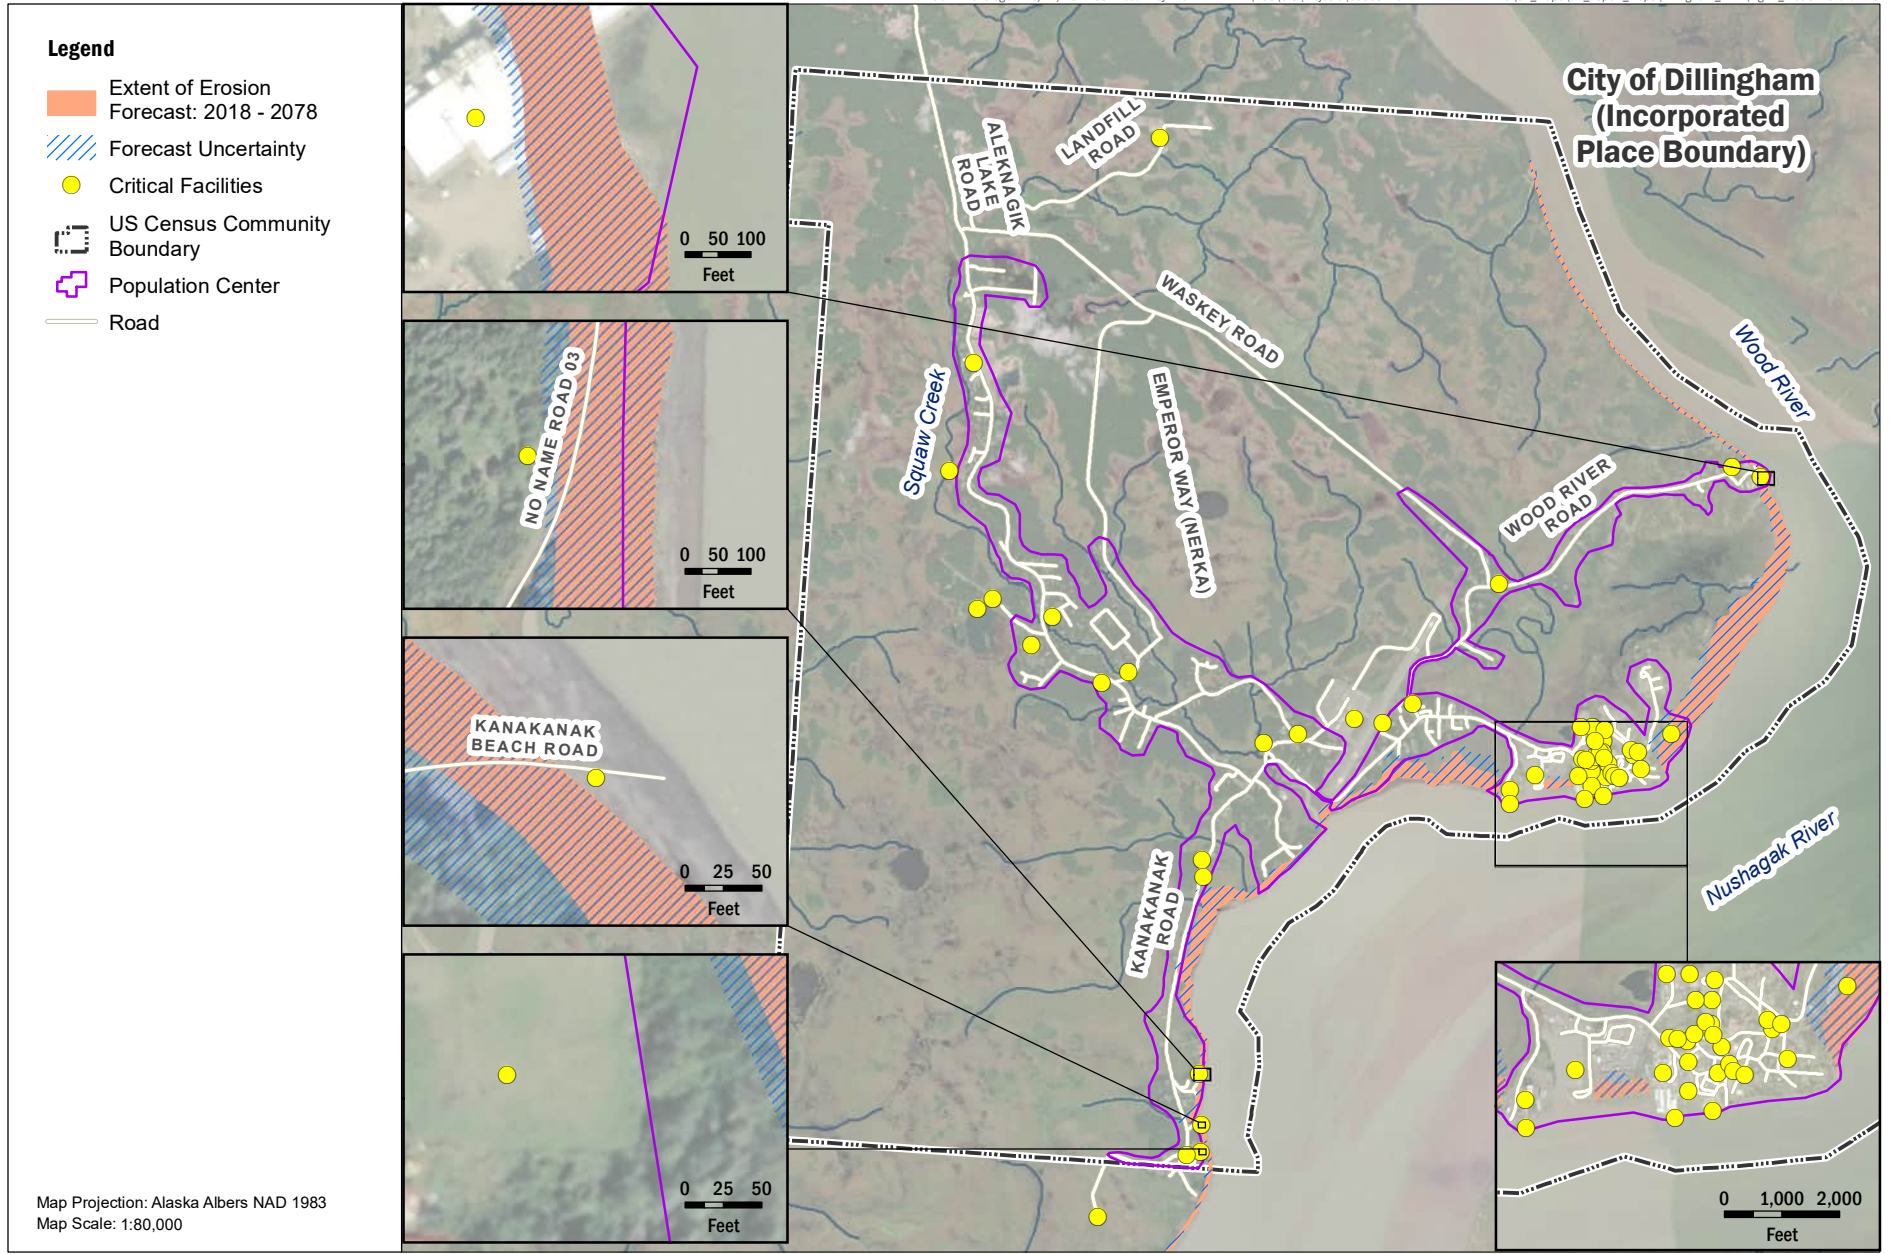 Legend
Extent of Erosion
Forecast: 2018 - 2078
Forecast Uncertainty
Critical Facilities
US Census Community
Boundary
Population Center
Road
Map Projection: Alaska Albers NAD 1983
Map Scale: 1:80,000
0 50 100
Feet
NO NAME ROAD 03
0 50 100
Feet
KANAKANAK
BEACH ROAD
0 25 50
Feet
0 25 50
Feet
City of Dillingham
(Incorporated
Place Boundary)
ALEKNAGIK
LAKE
ROAD
LANDFILL
ROAD
WASKEY ROAD
Wood River
Squaw Creek
EMPEROR WAY (NERKA)
WOOD RIVER
ROAD
KANAKANAK
ROAD
Nushagak River
0 1,000 2,000
Feet